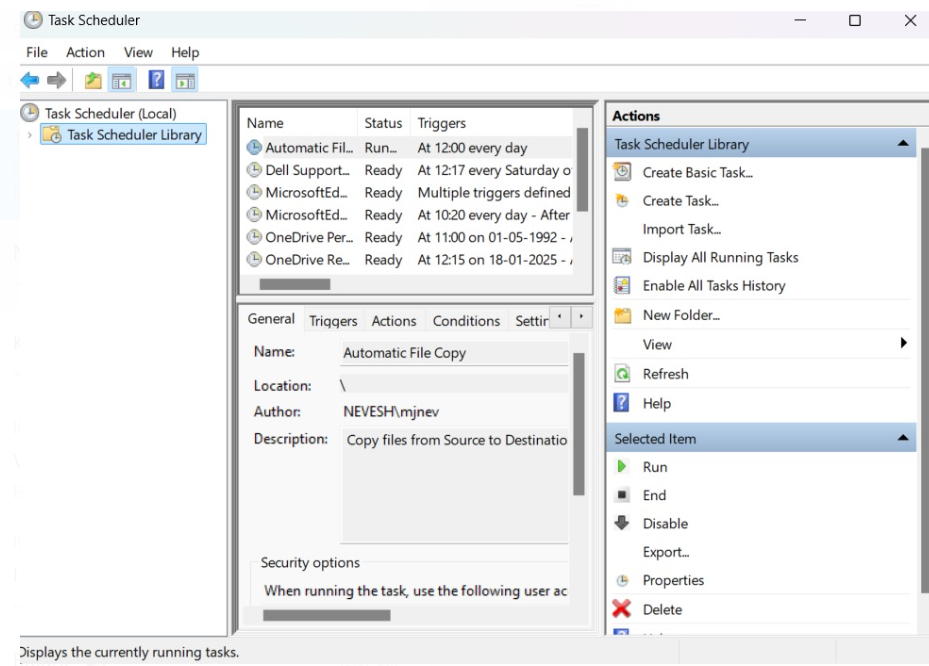 Task Scheduler
File Action View Help
Task Scheduler (Local)
Task Scheduler Library
Name Status Triggers
Automatic Fil... Run... At 12:00 every day
Dell Support... Ready At 12:17 every Saturday o
MicrosoftEd... Ready Multiple triggers defined
MicrosoftEd... Ready At 10:20 every day - After
OneDrive Per... Ready At 11:00 on 01-05-1992 -
OneDrive Re... Ready At 12:15 on 18-01-2025 -
General Triggers Actions Conditions Settin
Name: Automatic File Copy
Location: \
Author: NEVESH\mjnev
Description: Copy files from Source to Destinatio
Security options
When running the task, use the following user ac
Actions
Task Scheduler Library
Create Basic Task...
Create Task...
Import Task...
Display All Running Tasks
Enable All Tasks History
New Folder...
View
Refresh
Help
Selected Item
Run
End
Disable
Export...
Properties
Delete
Displays the currently running tasks.